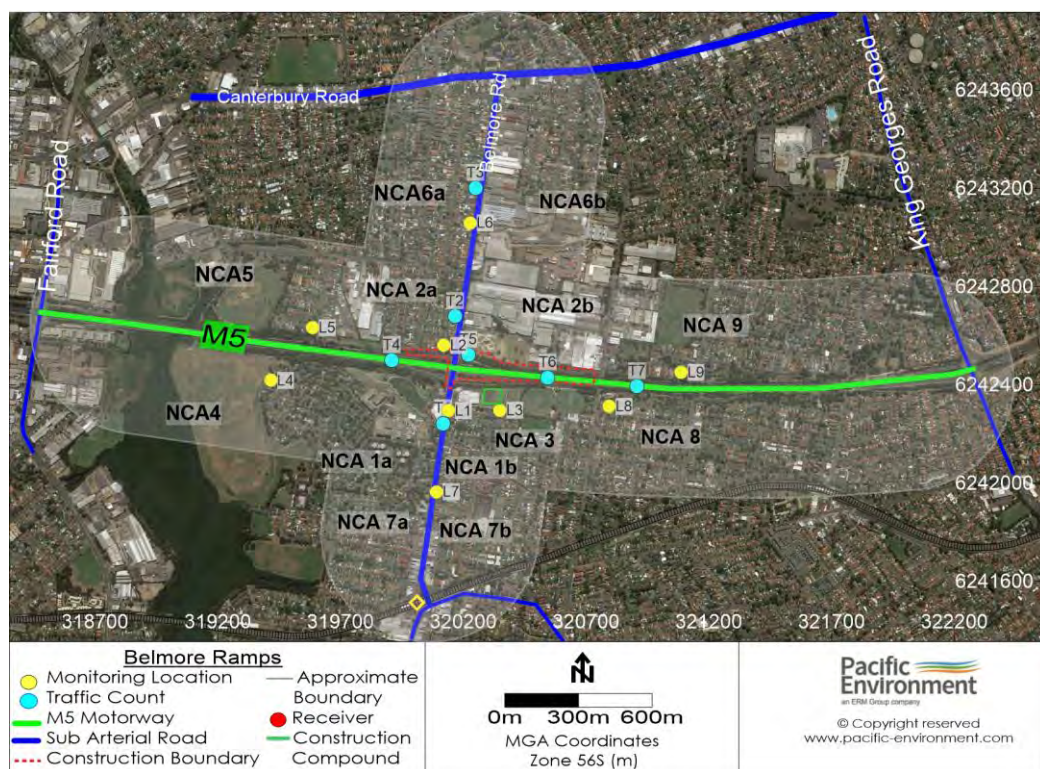 Canterbury Road
Belmore Rd
King Georges Road
Fairford Road
6243600
6243200
6242800
6242400
6242000
6241600
T3
NCA6a
L6
NCA6b
NCA5
NCA 2a
T2
NCA 2b
NCA 9
M5
L5
L2
T5
T4
T6
T7
L9
L4
NCA4
T
L1
L3
L8
NCA 3
NCA 8
NCA 1a
NCA 1b
L7
NCA 7a
NCA 7b
318700
319200
319700
320200
320700
321200
321700
322200
Belmore Ramps
Monitoring Location
Traffic Count
M5 Motorway
Sub Arterial Road
Construction Boundary
Approximate
Boundary
Receiver
Construction
Compound
N
0m 300m 600m
MGA Coordinates
Zone 56S (m)
Pacific
Environment
an ERM Group company
© Copyright reserved
www.pacific-environment.com